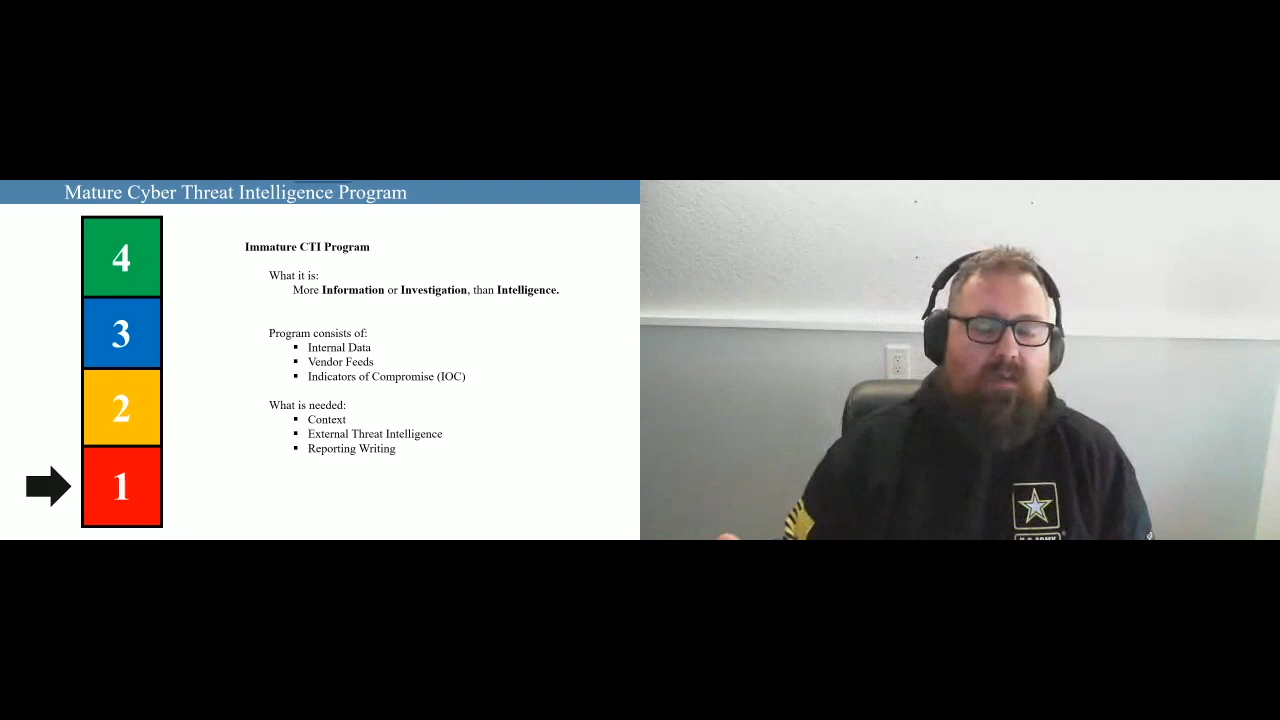 Mature Cyber Threat Intelligence Program
4
3
2
1
Immature CTI Program
What it is:
More Information or Investigation, than Intelligence.
Program consists of:
▪ Internal Data
▪ Vendor Feeds
▪ Indicators of Compromise (IOC)
What is needed:
▪ Context
▪ External Threat Intelligence
▪ Reporting Writing
U.S. ARMY